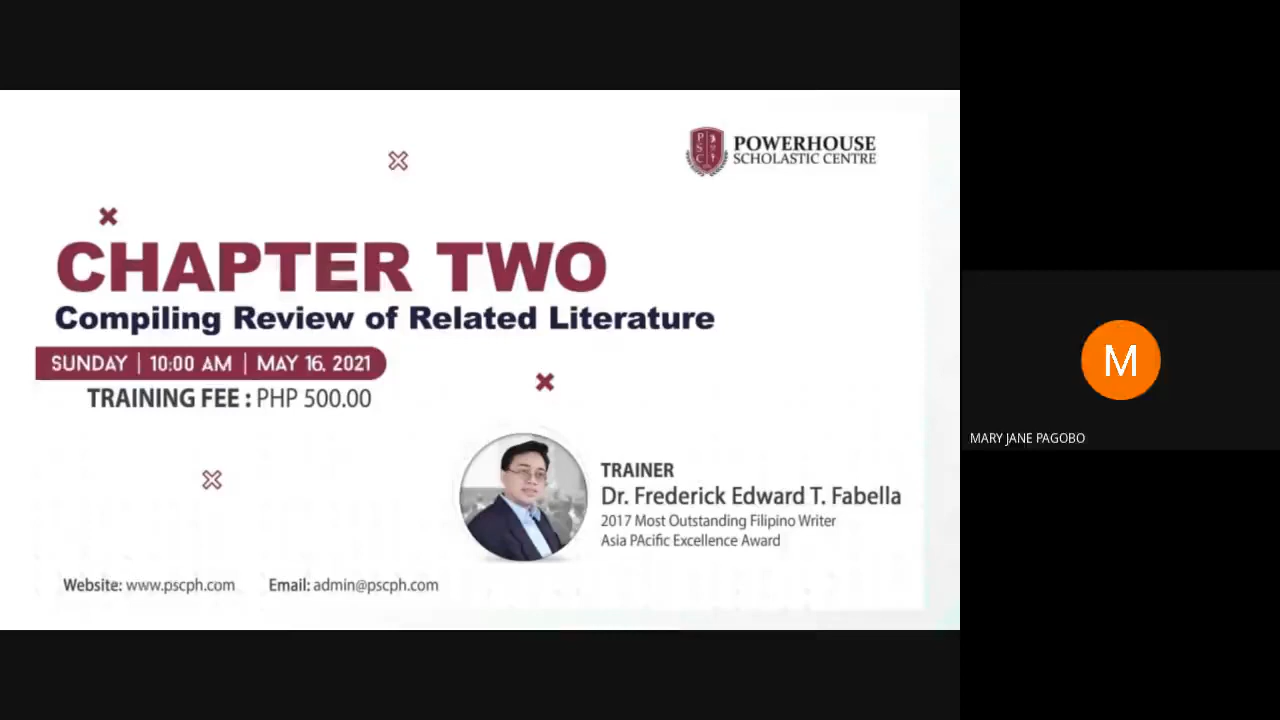 P S C
POWERHOUSE
SCHOLASTIC CENTRE
CHAPTER TWO
Compiling Review of Related Literature
SUNDAY | 10:00 AM | MAY 16, 2021
TRAINING FEE : PHP 500.00
TRAINER
Dr. Frederick Edward T. Fabella
2017 Most Outstanding Filipino Writer
Asia PAcific Excellence Award
Website: www.pscph.com Email: admin@pscph.com
M
MARY JANE PAGOBO